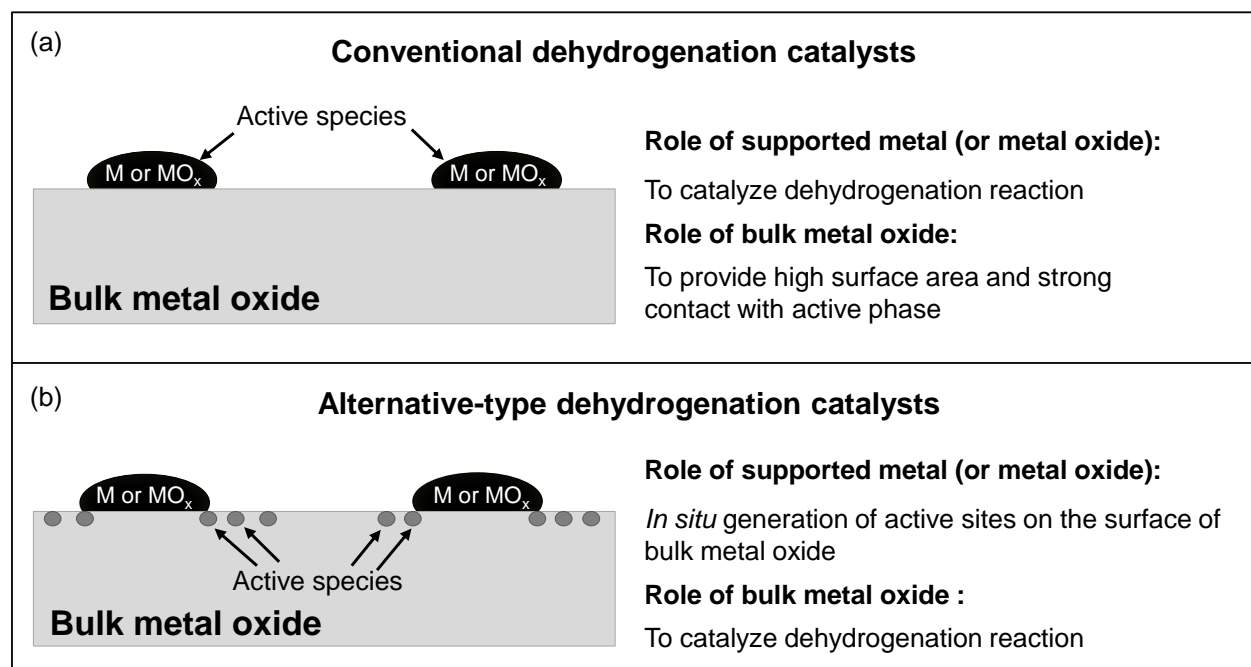 (a)
Conventional dehydrogenation catalysts
Active species
M or MOx
M or MOx
Bulk metal oxide
Role of supported metal (or metal oxide):
To catalyze dehydrogenation reaction
Role of bulk metal oxide:
To provide high surface area and strong
contact with active phase
(b)
Alternative-type dehydrogenation catalysts
M or MOx
M or MOx
Active species
Bulk metal oxide
Role of supported metal (or metal oxide):
In situ generation of active sites on the surface of
bulk metal oxide
Role of bulk metal oxide :
To catalyze dehydrogenation reaction